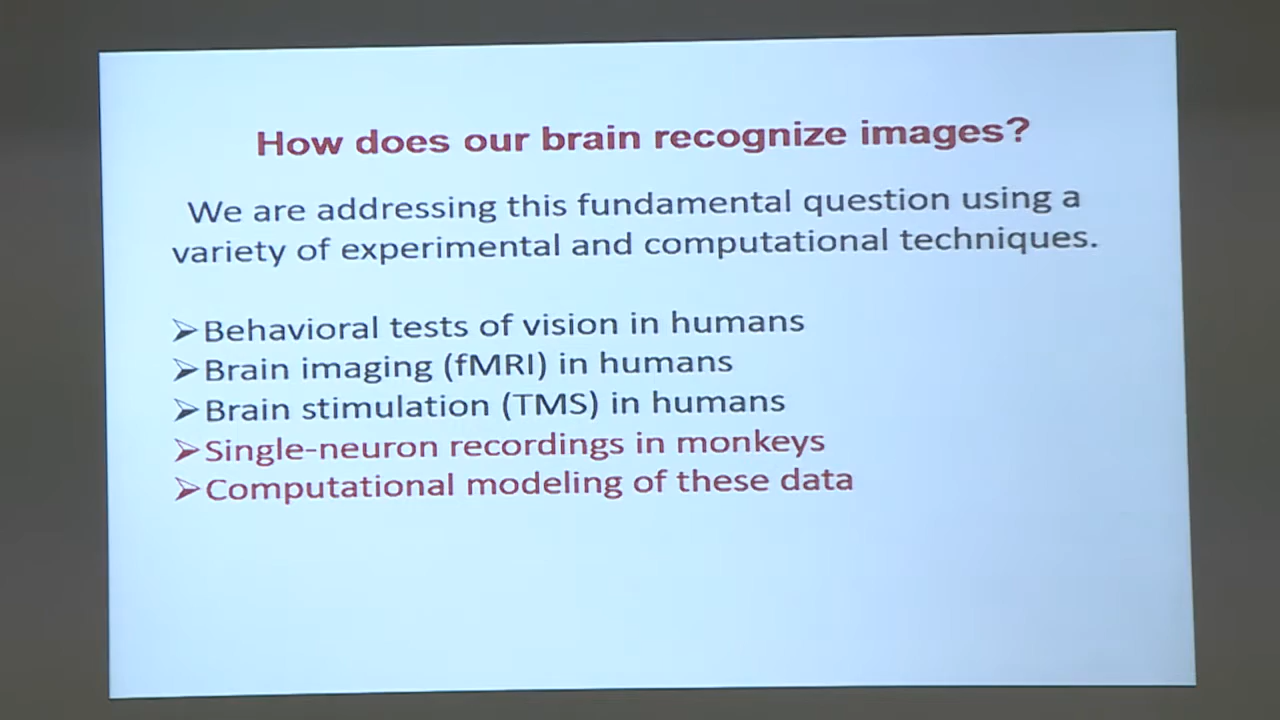 How does our brain recognize images?
We are addressing this fundamental question using a
variety of experimental and computational techniques.
➢Behavioral tests of vision in humans
➢Brain imaging (fMRI) in humans
➢Brain stimulation (TMS) in humans
➢Single-neuron recordings in monkeys
➢Computational modeling of these data